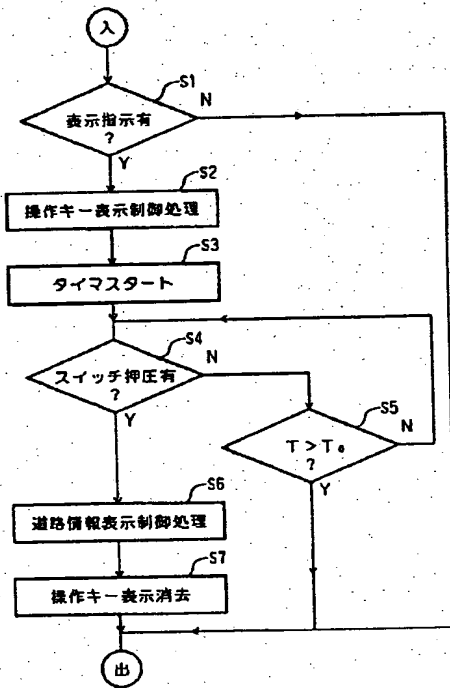 入
S1
表示指示有
?
N
Y
S2
操作キー表示制御処理
S3
タイマスタート
S4
スイッチ押圧有
?
N
Y
S5
T>T₀
?
N
Y
S6
道路情報表示制御処理
S7
操作キー表示消去
出